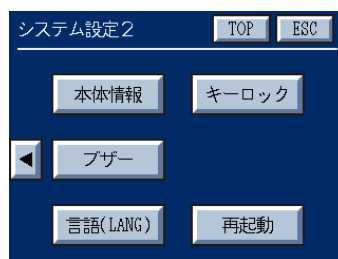 システム設定2 TOP ESC
本体情報 キーロック
◀ ブザー
言語(LANG) 再起動